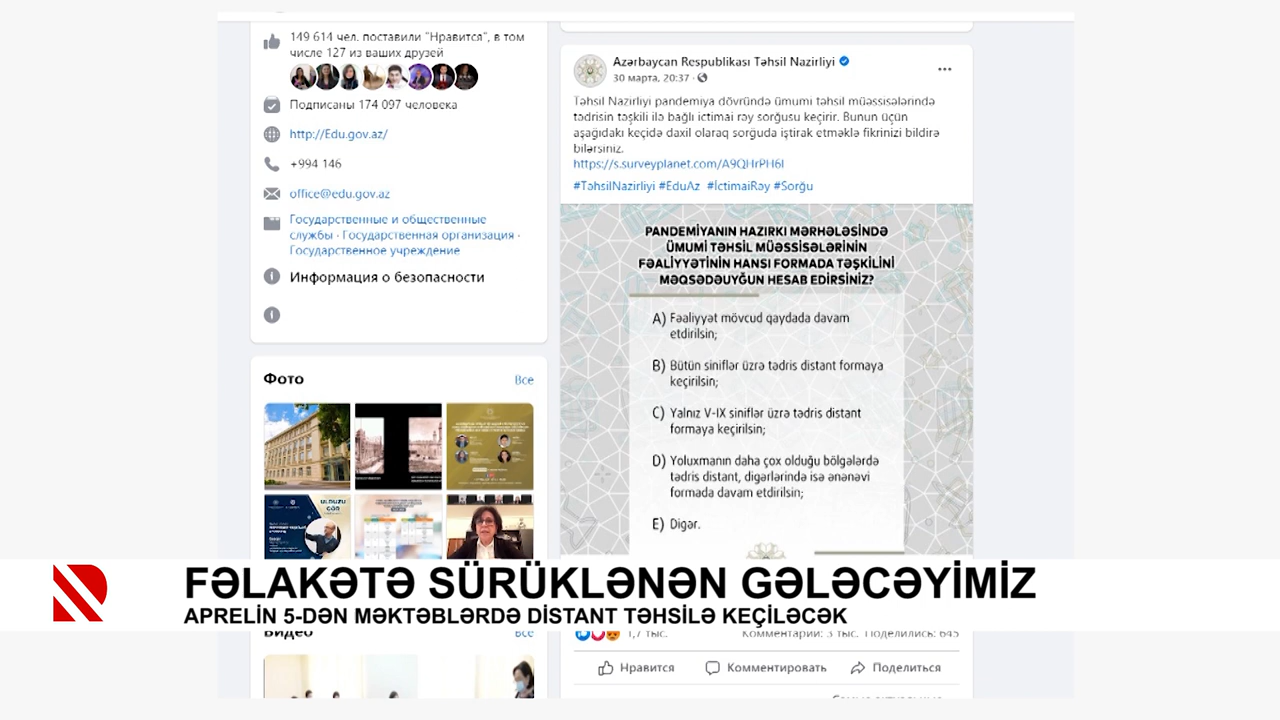 149 614 чел. поставили "Нравится", в том
числе 127 из ваших друзей
Подписаны 174 097 человека
http://Edu.gov.az/
+994 146
office@edu.gov.az
Государственные и общественные
службы · Государственная организация ·
Государственное учреждение
Информация о безопасности
Фото
Все
ULDUZU
GÖR
Azərbaycan Respublikası Təhsil Nazirliyi
30 марта, 20:37 ·
Təhsil Nazirliyi pandemiya dövründə ümumi təhsil müəssisələrində
tədrisin təşkili ilə bağlı ictimai rəy sorğusu keçirir. Bunun üçün
aşağıdakı keçidə daxil olaraq sorğuda iştirak etməklə fikrinizi bildirə
bilərsiniz.
https://s.surveyplanet.com/A9QHrPH6I
#TəhsilNazirliyi #EduAz #İctimaiRəy #Sorğu
PANDEMİYANIN HAZIRKI MƏRHƏLƏSİNDƏ
ÜMUMİ TƏHSİL MÜƏSSİSƏLƏRİNİN
FƏALİYYƏTİNİN HANSI FORMADA TƏŞKİLİNİ
MƏQSƏDƏUYĞUN HESAB EDİRSİNİZ?
A) Fəaliyyət mövcud qaydada davam
etdirilsin;
B) Bütün siniflər üzrə tədris distant formaya
keçirilsin;
C) Yalnız V-IX siniflər üzrə tədris distant
formaya keçirilsin;
D) Yoluxmanın daha çox olduğu bölgələrdə
tədris distant, digərlərində isə ənənəvi
formada davam etdirilsin;
E) Digər.
FƏLAKƏTƏ SÜRÜKLƏNƏN GƏLƏCƏYİMİZ
APRELİN 5-DƏN MƏKTƏBLƏRDƏ DİSTANT TƏHSİLƏ KEÇİLƏCƏK
Видео
Все
1,7 тыс.
Комментарии: 3 тыс. Поделились: 645
Нравится
Комментировать
Поделиться